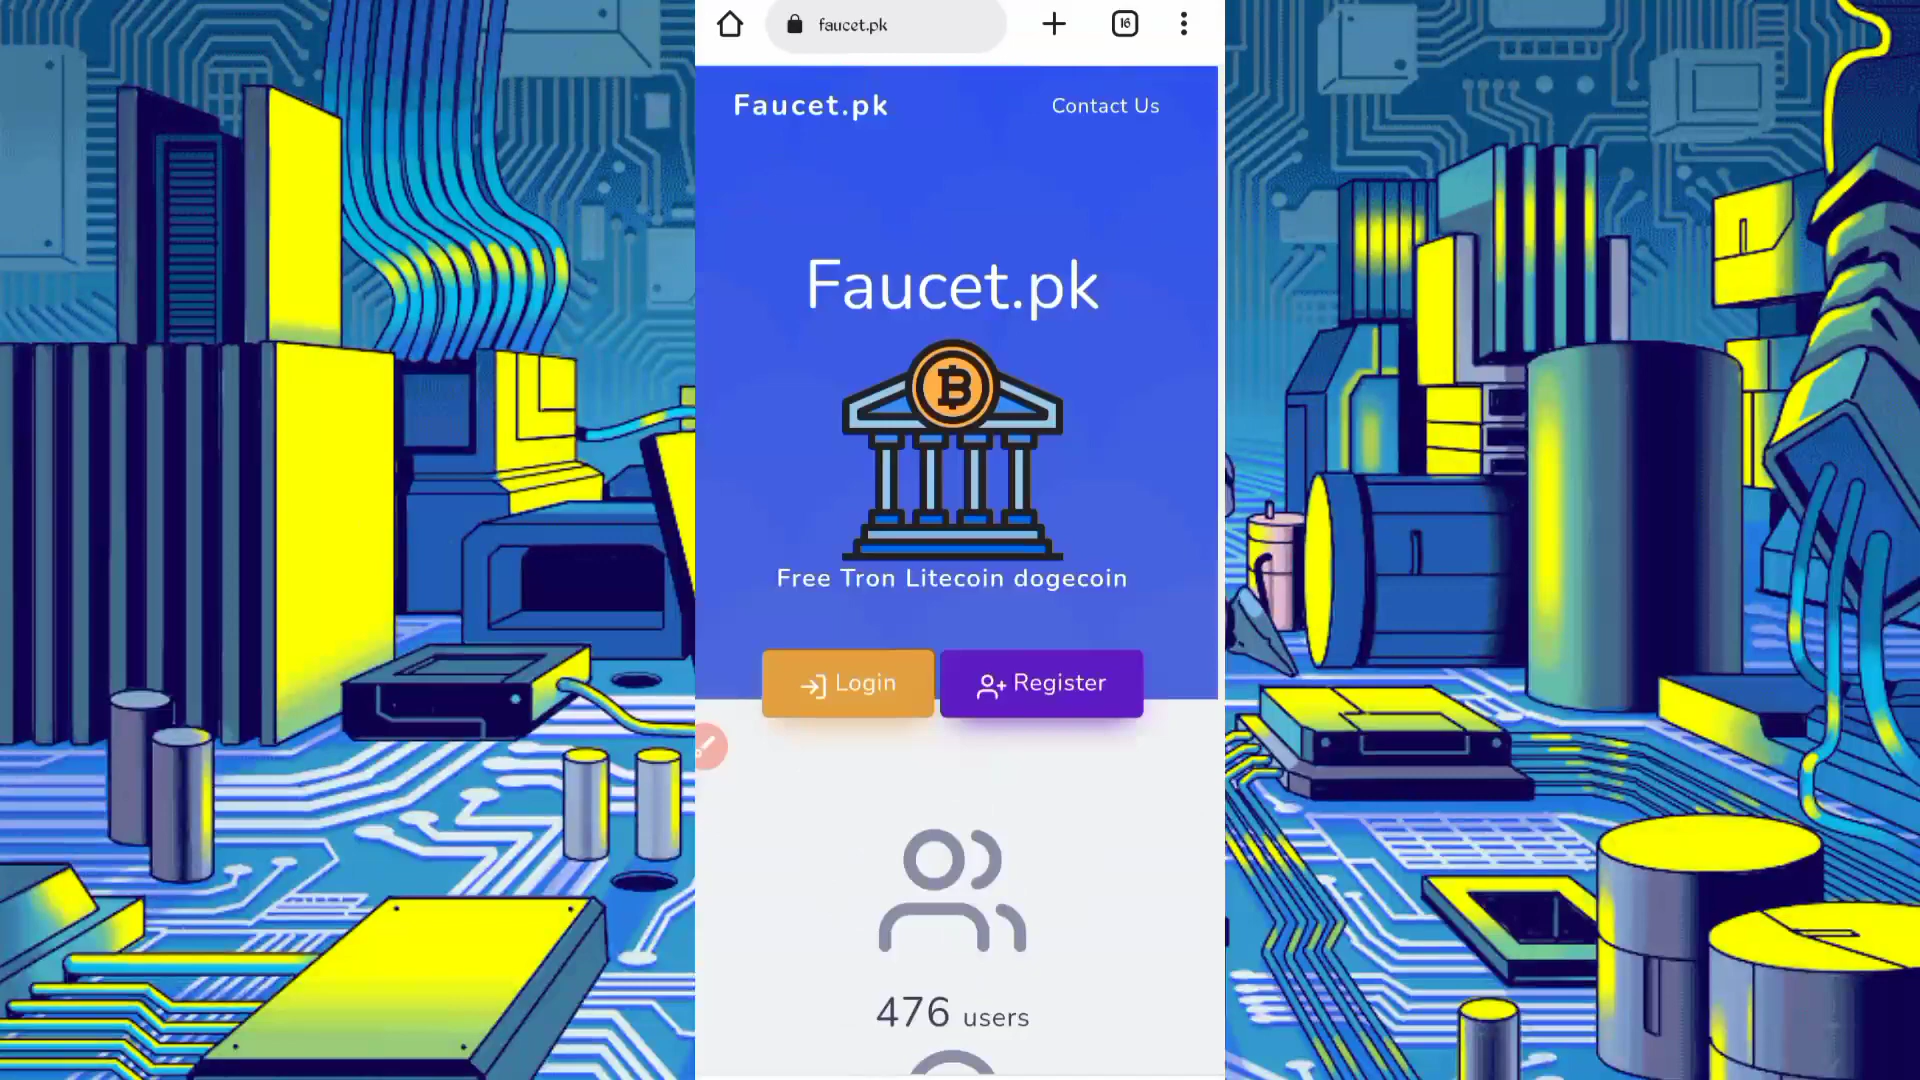 faucet.pk
16
Faucet.pk
Contact Us
Faucet.pk
Free Tron Litecoin dogecoin
Login
Register
476 users